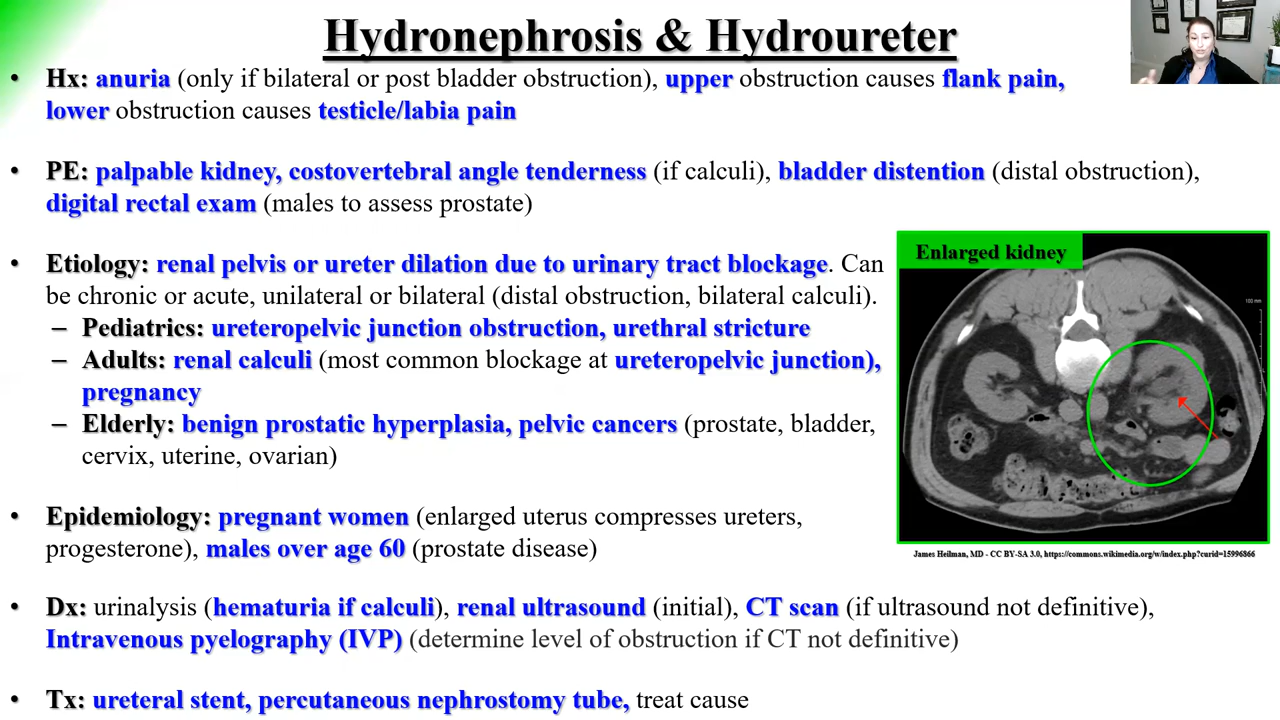 Hydronephrosis & Hydroureter
• Hx: anuria (only if bilateral or post bladder obstruction), upper obstruction causes flank pain,
lower obstruction causes testicle/labia pain
• PE: palpable kidney, costovertebral angle tenderness (if calculi), bladder distention (distal obstruction),
digital rectal exam (males to assess prostate)
• Etiology: renal pelvis or ureter dilation due to urinary tract blockage. Can
be chronic or acute, unilateral or bilateral (distal obstruction, bilateral calculi).
– Pediatrics: ureteropelvic junction obstruction, urethral stricture
– Adults: renal calculi (most common blockage at ureteropelvic junction),
pregnancy
– Elderly: benign prostatic hyperplasia, pelvic cancers (prostate, bladder,
cervix, uterine, ovarian)
Enlarged kidney
100 mm
James Heilman, MD - CC BY-SA 3.0, https://commons.wikimedia.org/w/index.php?curid=15996866
• Epidemiology: pregnant women (enlarged uterus compresses ureters,
progesterone), males over age 60 (prostate disease)
• Dx: urinalysis (hematuria if calculi), renal ultrasound (initial), CT scan (if ultrasound not definitive),
Intravenous pyelography (IVP) (determine level of obstruction if CT not definitive)
• Tx: ureteral stent, percutaneous nephrostomy tube, treat cause